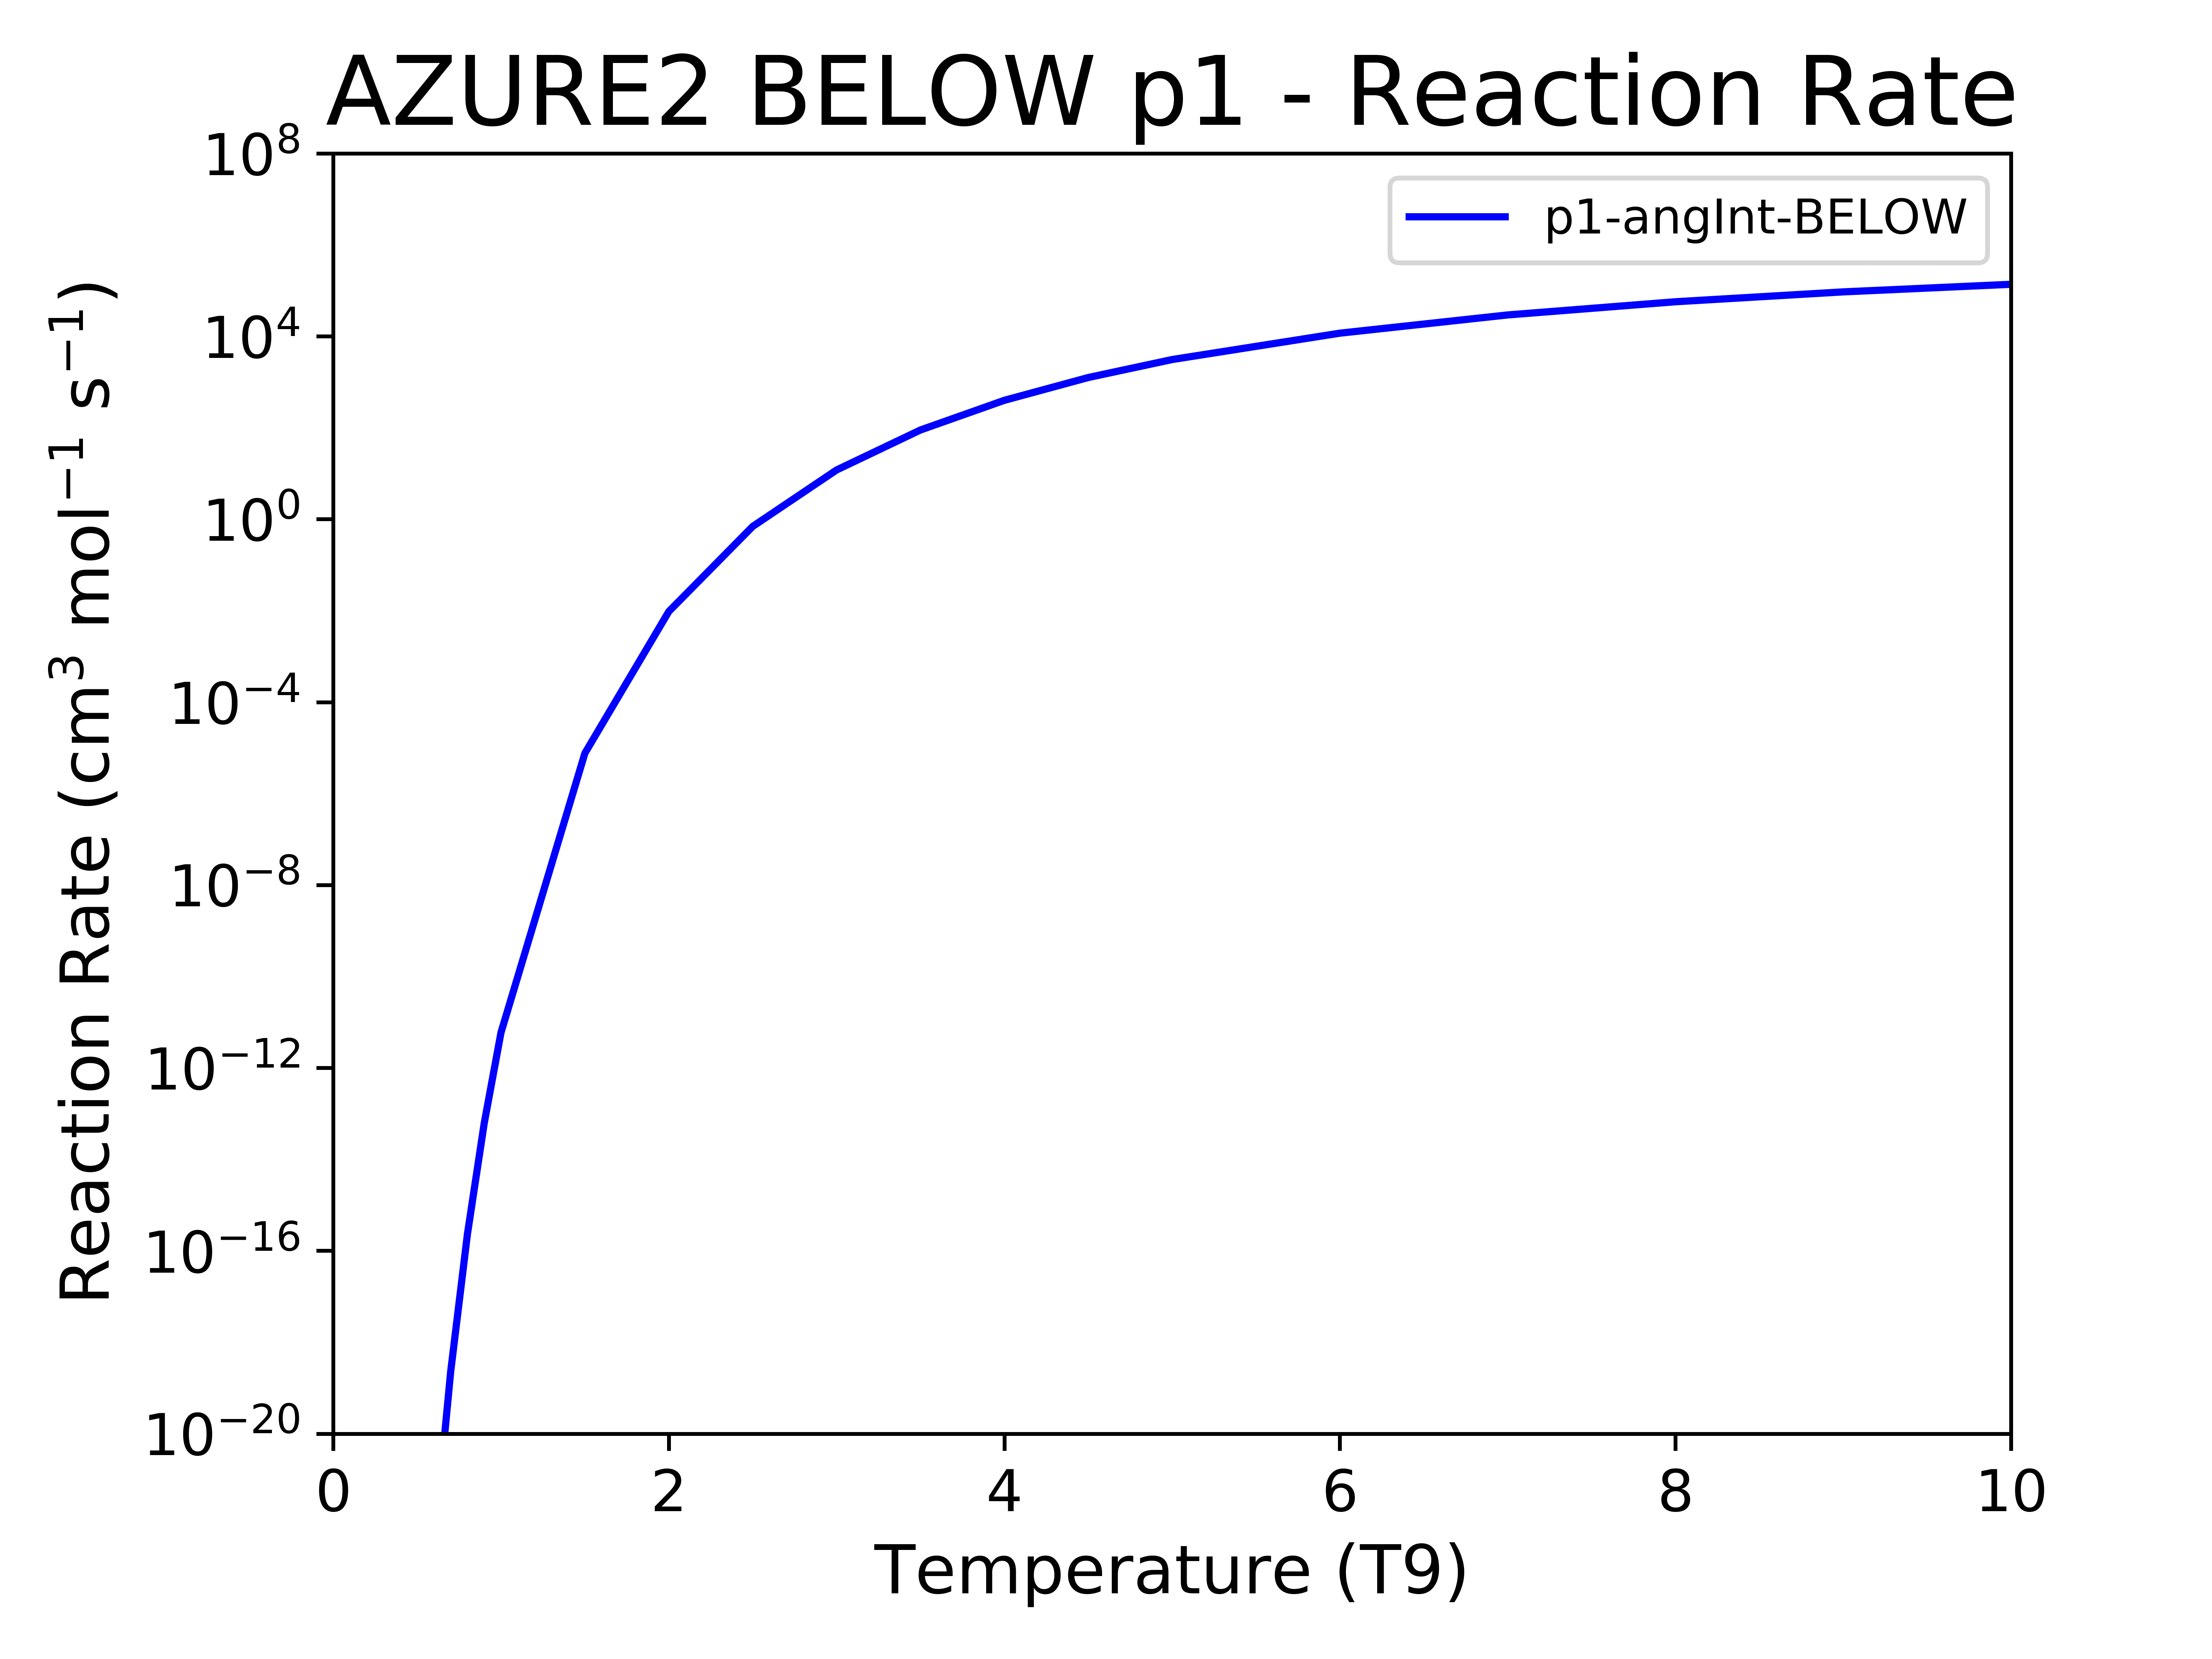 AZURE2 BELOW p1 - Reaction Rate
p1-angInt-BELOW
Reaction Rate (cm³ mol⁻¹ s⁻¹)
10⁸
10⁴
10⁰
10⁻⁴
10⁻⁸
10⁻¹²
10⁻¹⁶
10⁻²⁰
0 2 4 6 8 10
Temperature (T9)